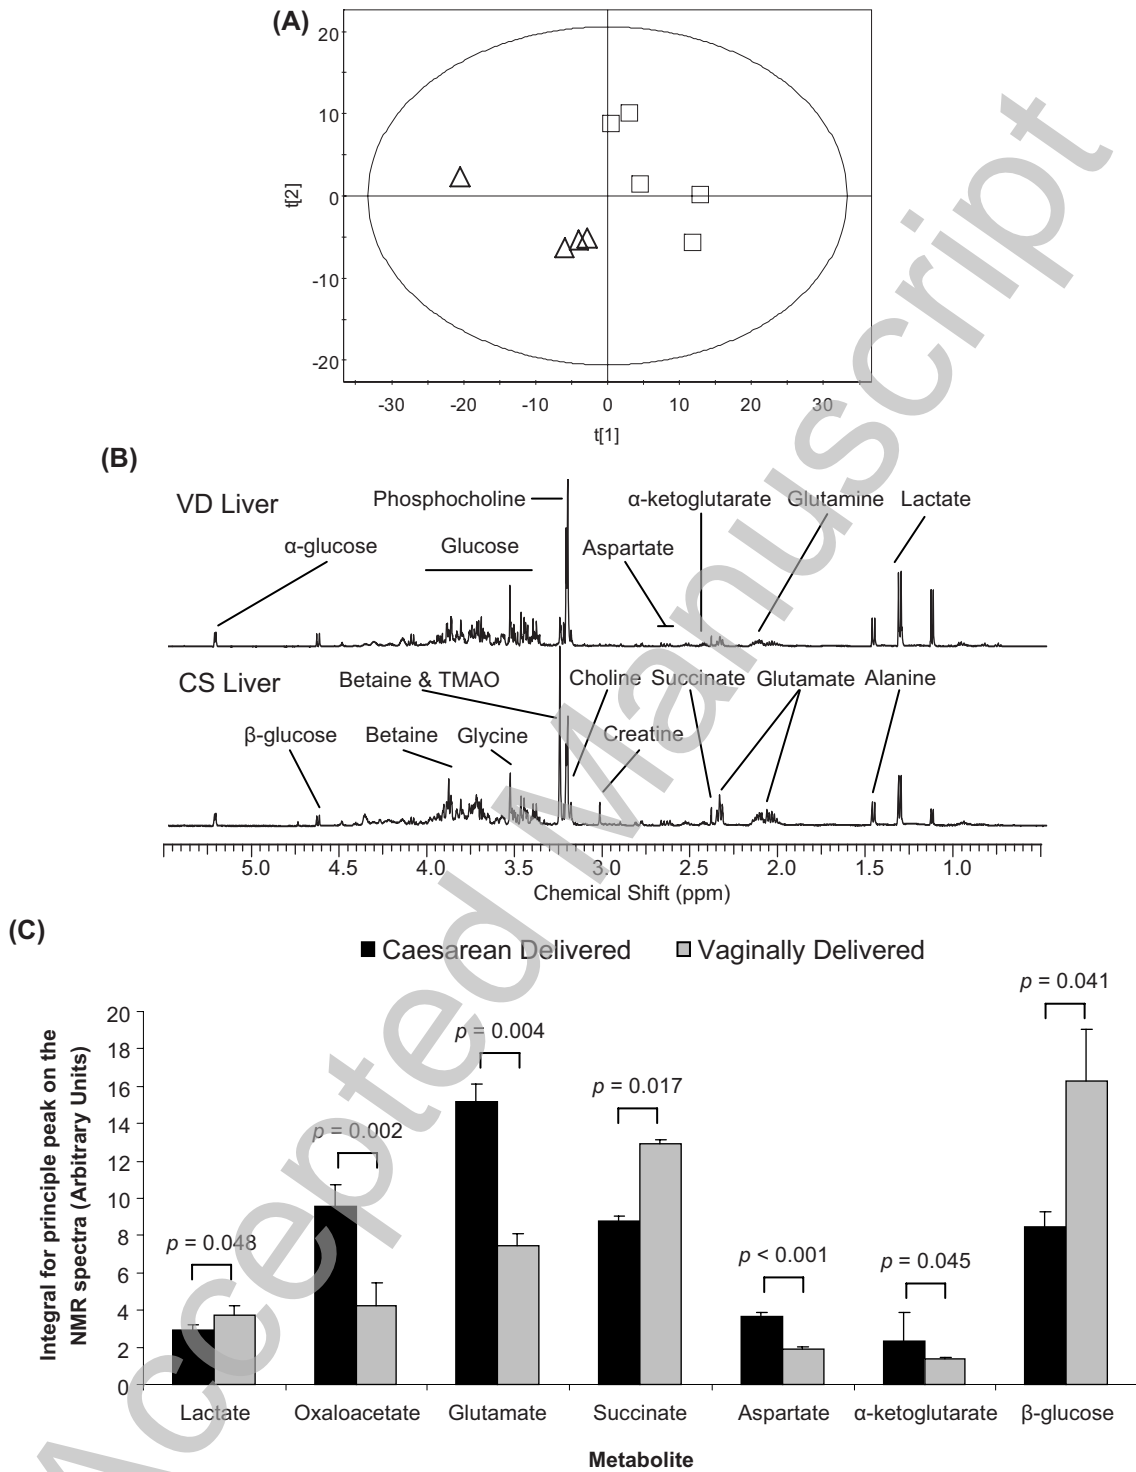 (A)
20
10
0
-10
-20
t[2]
-30 -20 -10 0 10 20 30
t[1]
(B)
VD Liver
Phosphocholine
α-ketoglutarate
Glutamine
Lactate
α-glucose
Glucose
Aspartate
CS Liver
Betaine & TMAO
Choline
Succinate
Glutamate
Alanine
β-glucose
Betaine
Glycine
Creatine
5.0 4.5 4.0 3.5 3.0 2.5 2.0 1.5 1.0
Chemical Shift (ppm)
(C)
Caesarean Delivered
Vaginally Delivered
Integral for principle peak on the
NMR spectra (Arbitrary Units)
20
18
16
14
12
10
8
6
4
2
0
p = 0.048
p = 0.002
p = 0.004
p = 0.017
p < 0.001
p = 0.045
p = 0.041
Lactate Oxaloacetate Glutamate Succinate Aspartate α-ketoglutarate β-glucose
Metabolite
Accepted Manuscript